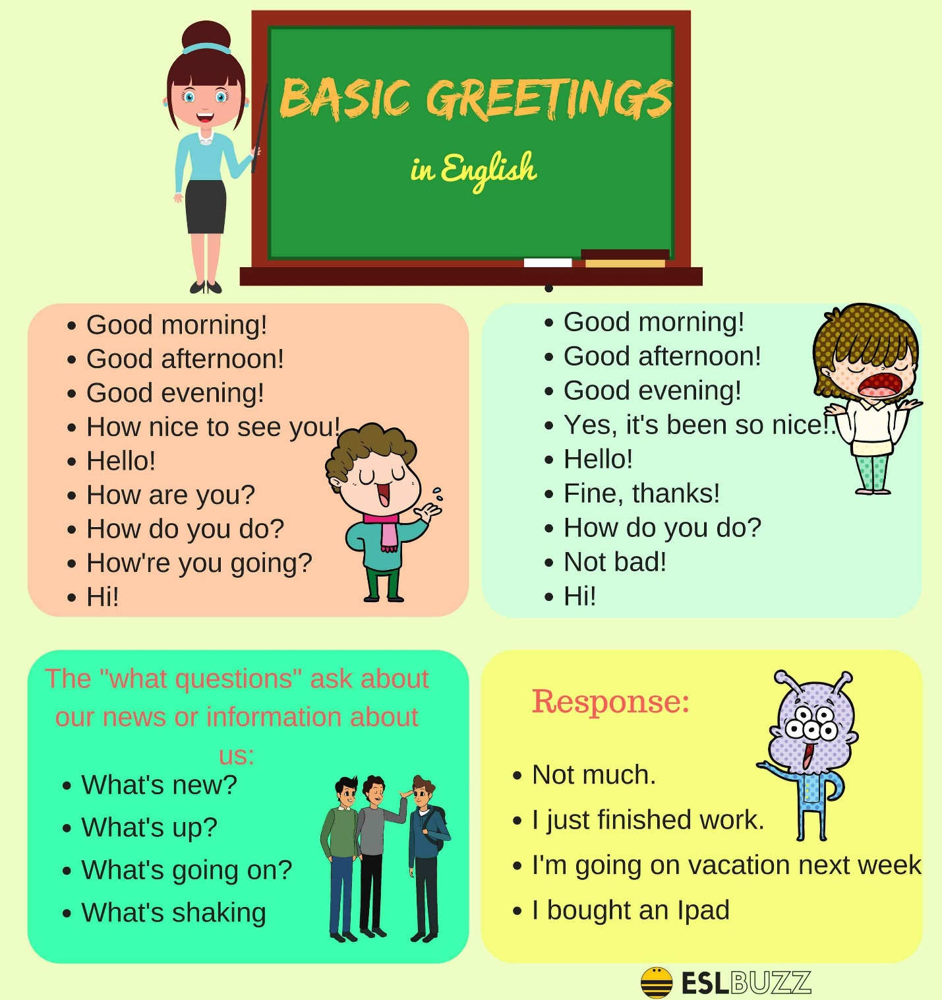 BASIC GREETINGS
in English
Good morning!
Good afternoon!
Good evening!
How nice to see you!
Hello!
How are you?
How do you do?
How're you going?
Hi!
Good morning!
Good afternoon!
Good evening!
Yes, it's been so nice!.
Hello!
Fine, thanks!
How do you do?
Not bad!
Hi!
The "what questions" ask about
our news or information about
us:
What's new?
What's up?
What's going on?
What's shaking
Response:
Not much.
I just finished work.
I'm going on vacation next week
I bought an Ipad
ESLBUZZ